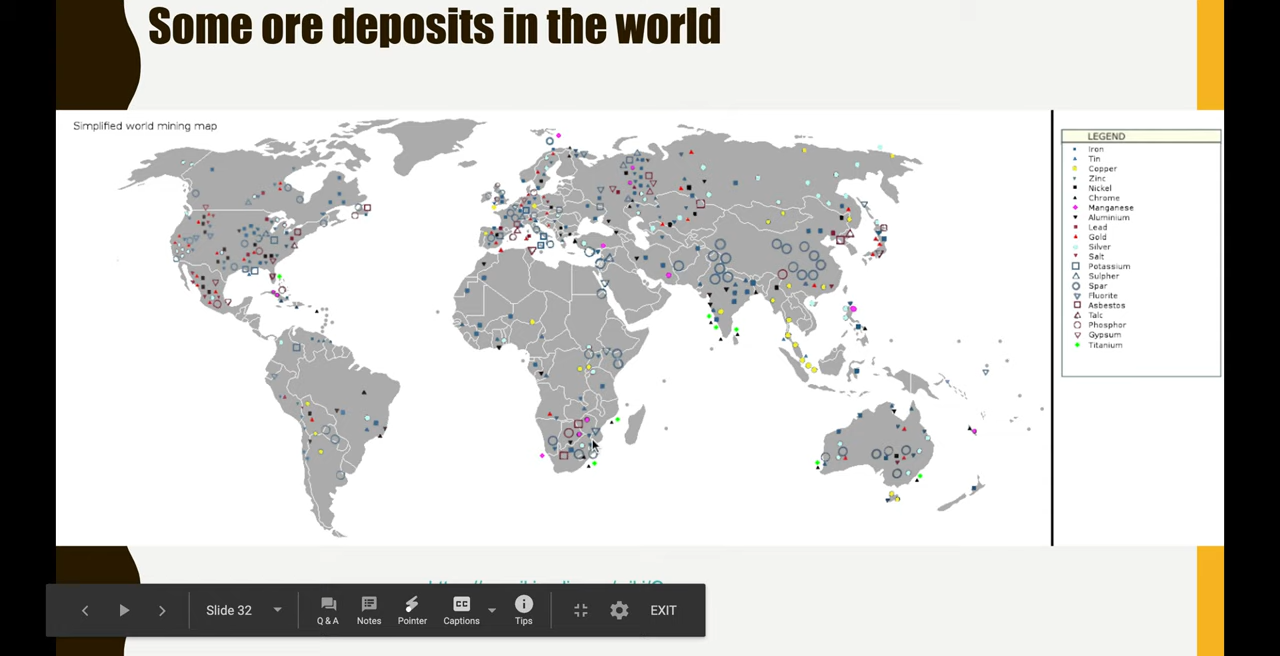 Some ore deposits in the world
Simplified world mining map
LEGEND
Iron
Tin
Copper
Zinc
Nickel
Chrome
Manganese
Aluminium
Lead
Gold
Silver
Salt
Potassium
Sulpher
Spar
Fluorite
Asbestos
Talc
Phosphor
Gypsum
Titanium
Slide 32
Q & A
Notes
Pointer
CC
Captions
Tips
EXIT